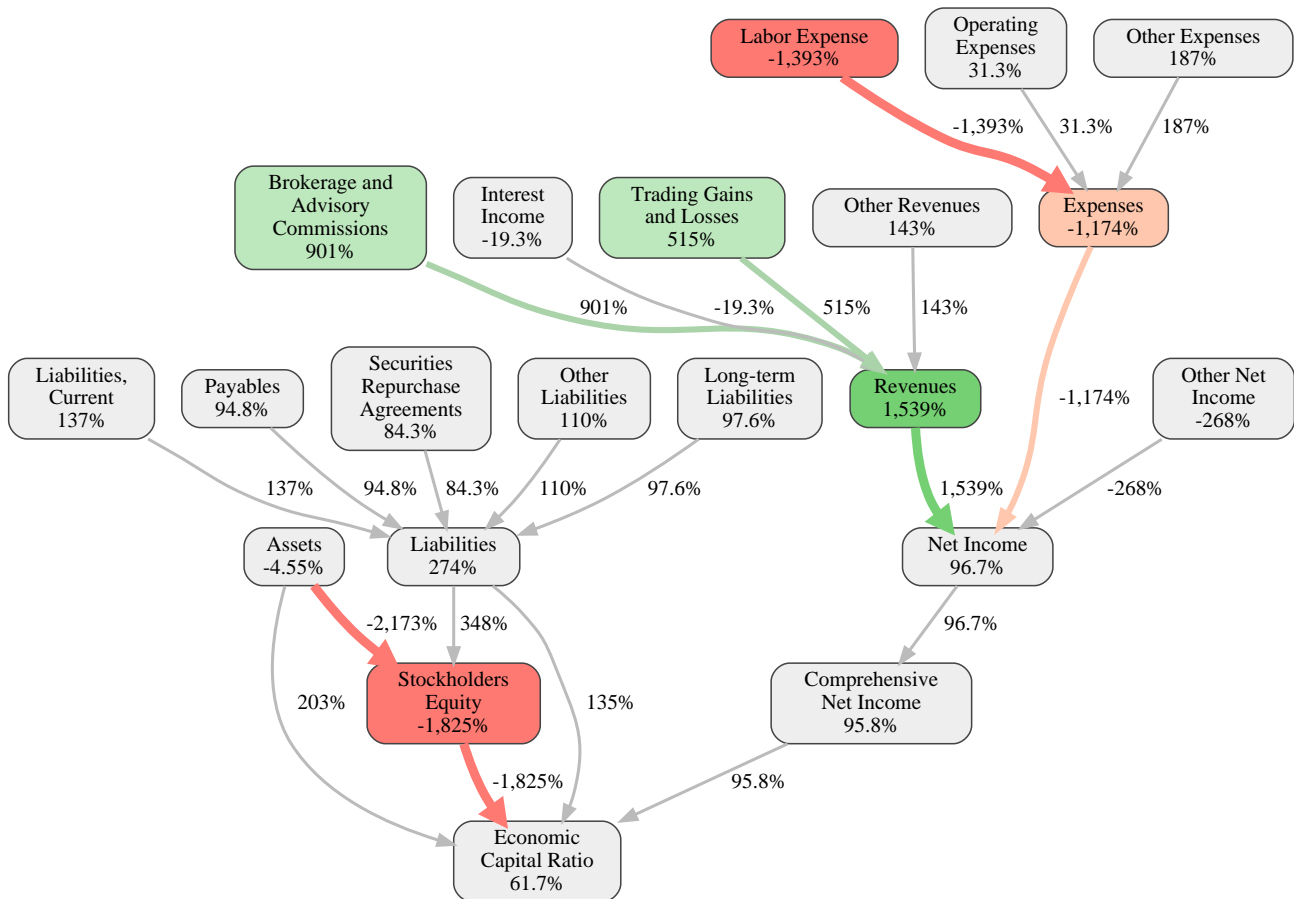 Labor Expense
-1,393%
Operating
Expenses
31.3%
Other Expenses
187%
-1,393%
31.3%
187%
Brokerage and
Advisory
Commissions
901%
Interest
Income
-19.3%
Trading Gains
and Losses
515%
Other Revenues
143%
Expenses
-1,174%
901%
-19.3%
515%
143%
Liabilities,
Current
137%
Payables
94.8%
Securities
Repurchase
Agreements
84.3%
Other
Liabilities
110%
Long-term
Liabilities
97.6%
Revenues
1,539%
-1,174%
Other Net
Income
-268%
137%
94.8%
84.3%
110%
97.6%
1,539%
-268%
Assets
-4.55%
Liabilities
274%
Net Income
96.7%
-2,173%
348%
96.7%
203%
Stockholders
Equity
-1,825%
135%
Comprehensive
Net Income
95.8%
-1,825%
95.8%
Economic
Capital Ratio
61.7%